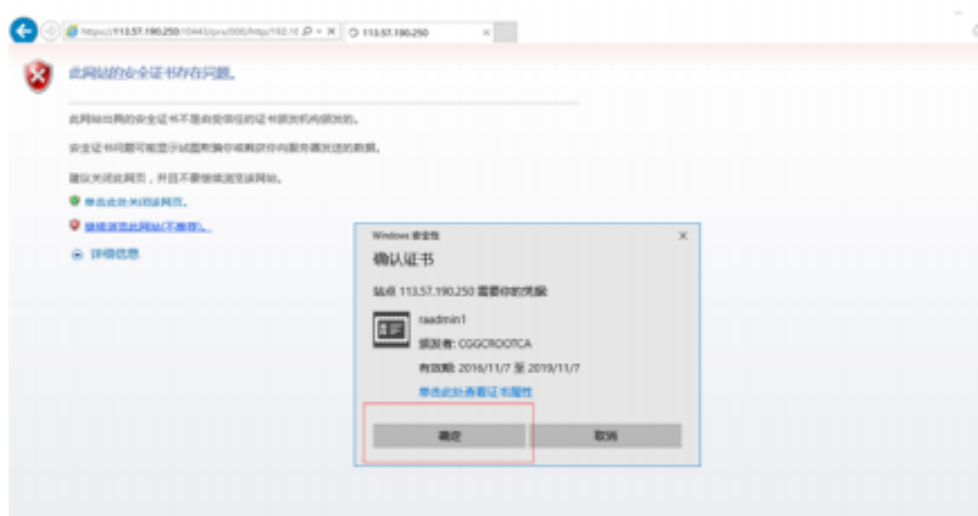 https://113.57.190.250:10443/prx/000/http/192.16
113.57.190.250
此网站的安全证书存在问题。
此网站出具的安全证书不是由受信任的证书颁发机构颁发的。
安全证书问题可能显示试图欺骗你或截获你向服务器发送的数据。
建议关闭此网页，并且不要继续浏览该网站。
单击此处关闭该网页。
继续浏览此网站(不推荐)。
详细信息
Windows 安全性
确认证书
站点 113.57.190.250 需要你的凭据:
raadmin1
颁发者: CGGCROOTCA
有效期: 2016/11/7 至 2019/11/7
单击此处查看证书属性
确定
取消